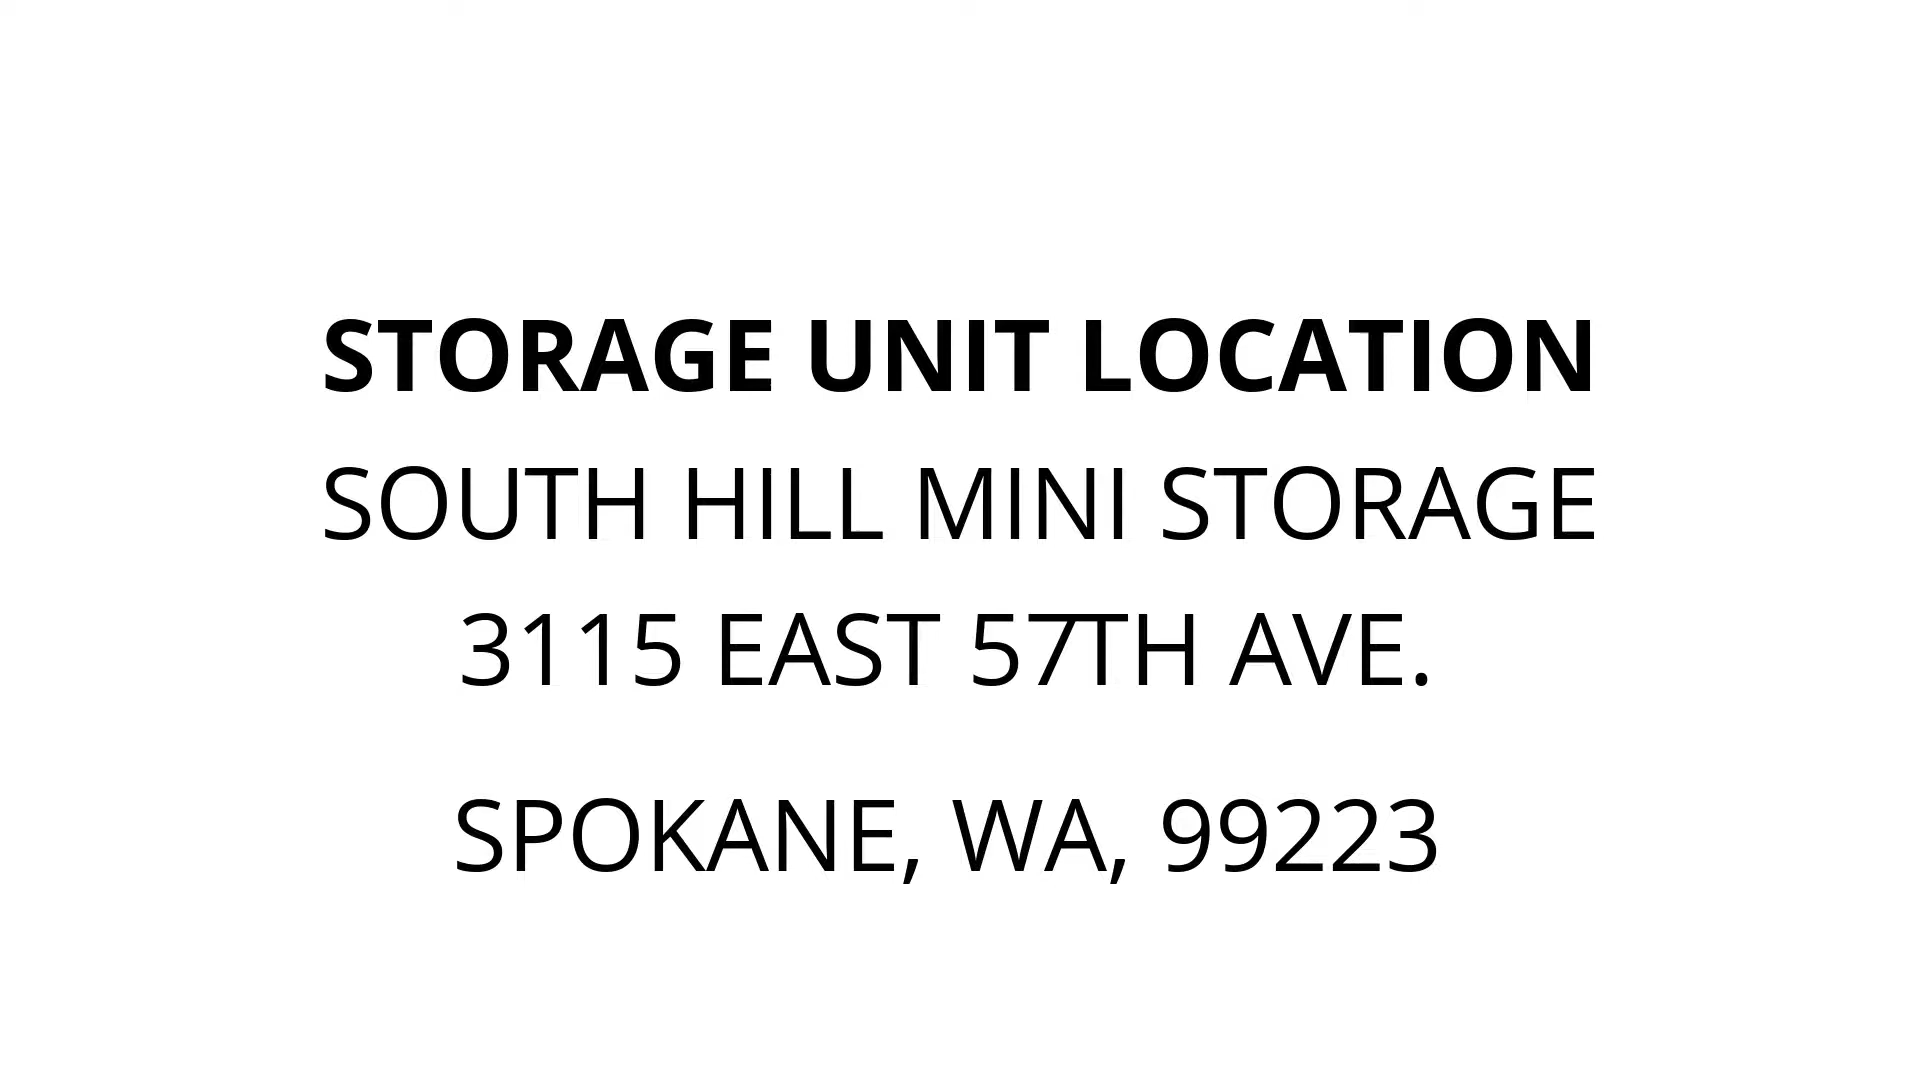 STORAGE UNIT LOCATION
SOUTH HILL MINI STORAGE
3115 EAST 57TH AVE.
SPOKANE, WA, 99223